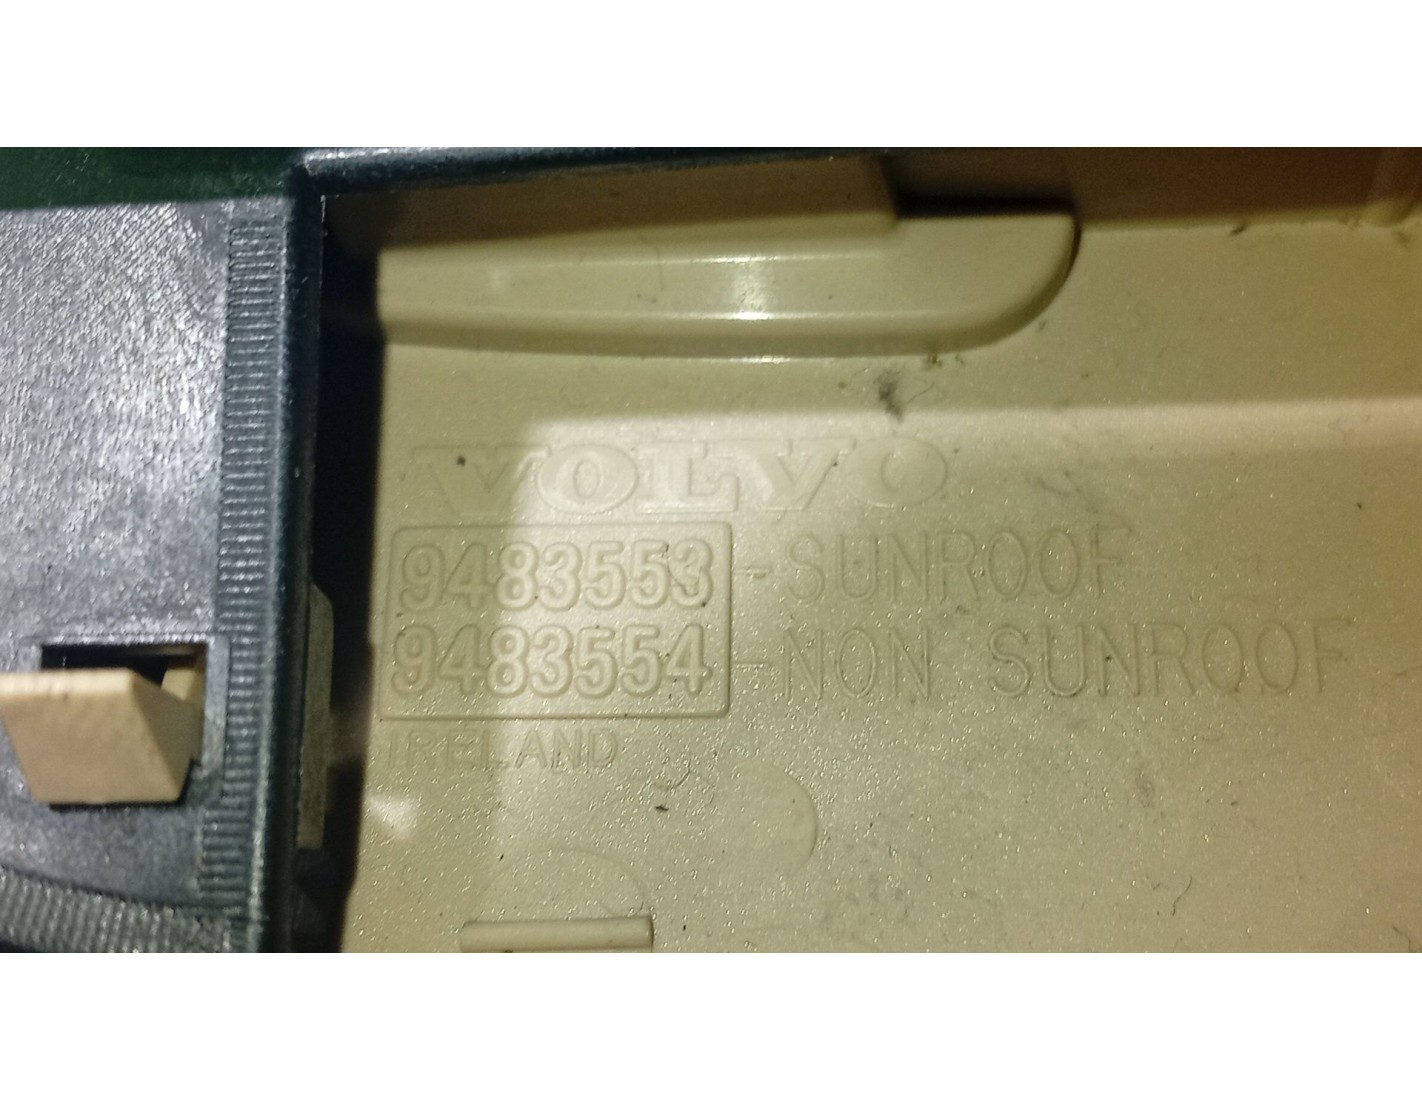 VOLVO
9483553 - SUNROOF
9483554 - NON SUNROOF
IRELAND